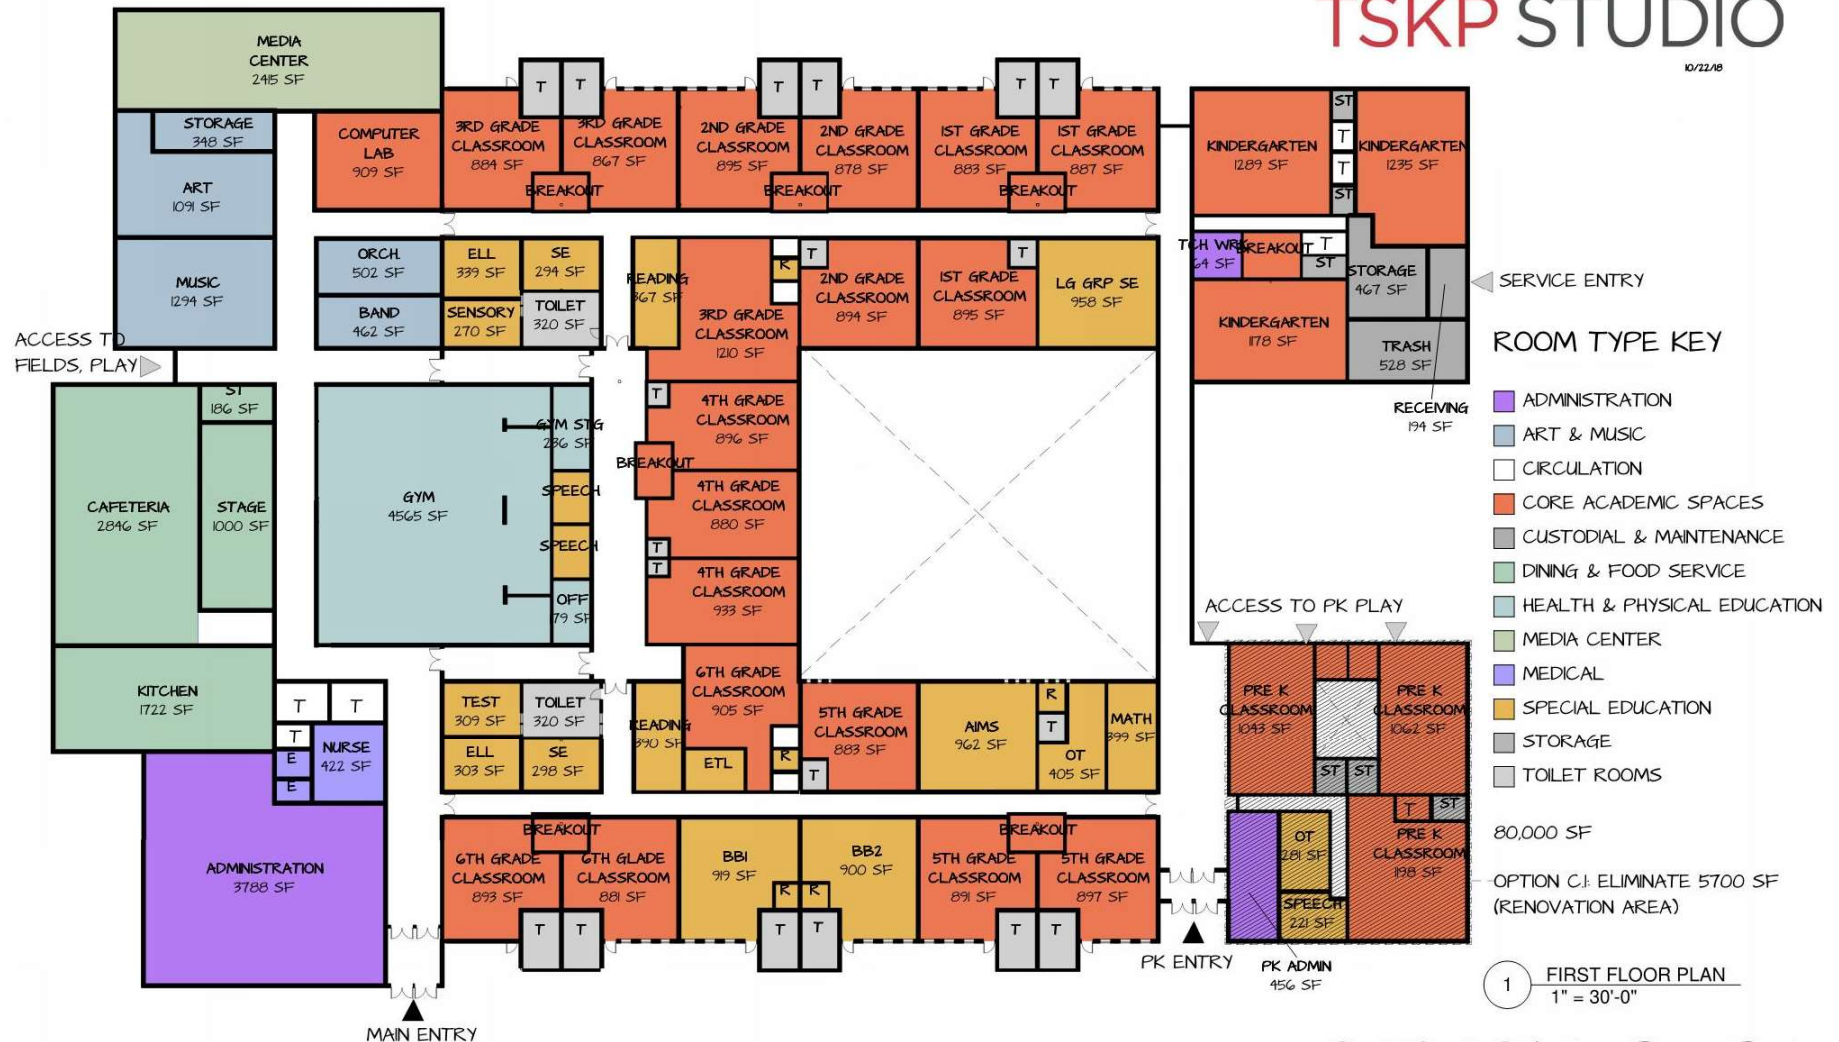 TSKP STUDIO
10/22/18
MEDIA
CENTER
2415 SF
STORAGE
348 SF
ART
1091 SF
MUSIC
1294 SF
COMPUTER
LAB
909 SF
3RD GRADE
CLASSROOM
884 SF
3RD GRADE
CLASSROOM
867 SF
2ND GRADE
CLASSROOM
895 SF
2ND GRADE
CLASSROOM
878 SF
1ST GRADE
CLASSROOM
883 SF
1ST GRADE
CLASSROOM
887 SF
T
T
T
T
T
T
BREAKOUT
BREAKOUT
BREAKOUT
KINDERGARTEN
1289 SF
ST
T
T
ST
KINDERGARTEN
1235 SF
TCH WRK
64 SF
BREAKOUT
T
ST
STORAGE
467 SF
KINDERGARTEN
1178 SF
TRASH
528 SF
SERVICE ENTRY
RECEIVING
194 SF
ORCH
502 SF
BAND
462 SF
ELL
339 SF
SE
294 SF
SENSORY
270 SF
TOILET
320 SF
READING
367 SF
R
T
3RD GRADE
CLASSROOM
1210 SF
2ND GRADE
CLASSROOM
894 SF
T
1ST GRADE
CLASSROOM
895 SF
LG GRP SE
958 SF
ACCESS TO
FIELDS, PLAY
ST
186 SF
CAFETERIA
2846 SF
STAGE
1000 SF
GYM
4565 SF
GYM STG
236 SF
SPEECH
SPEECH
OFF
79 SF
T
4TH GRADE
CLASSROOM
896 SF
BREAKOUT
4TH GRADE
CLASSROOM
880 SF
T
T
4TH GRADE
CLASSROOM
933 SF
KITCHEN
1722 SF
T
T
T
E
E
NURSE
422 SF
ADMINISTRATION
3788 SF
TEST
309 SF
TOILET
320 SF
ELL
303 SF
SE
298 SF
READING
390 SF
6TH GRADE
CLASSROOM
905 SF
ETL
R
T
5TH GRADE
CLASSROOM
883 SF
AIMS
962 SF
R
T
OT
405 SF
MATH
399 SF
BREAKOUT
BREAKOUT
6TH GRADE
CLASSROOM
893 SF
6TH GLADE
CLASSROOM
881 SF
BB1
919 SF
BB2
900 SF
R
R
5TH GRADE
CLASSROOM
891 SF
5TH GRADE
CLASSROOM
897 SF
T
T
T
T
T
T
MAIN ENTRY
PK ENTRY
ACCESS TO PK PLAY
PRE K
CLASSROOM
1043 SF
PRE K
CLASSROOM
1062 SF
ST
ST
T
ST
PRE K
CLASSROOM
1198 SF
OT
281 SF
SPEECH
221 SF
PK ADMIN
456 SF
ROOM TYPE KEY
ADMINISTRATION
ART & MUSIC
CIRCULATION
CORE ACADEMIC SPACES
CUSTODIAL & MAINTENANCE
DINING & FOOD SERVICE
HEALTH & PHYSICAL EDUCATION
MEDIA CENTER
MEDICAL
SPECIAL EDUCATION
STORAGE
TOILET ROOMS
80,000 SF
OPTION C.1: ELIMINATE 5700 SF
(RENOVATION AREA)
1
FIRST FLOOR PLAN
1" = 30'-0"